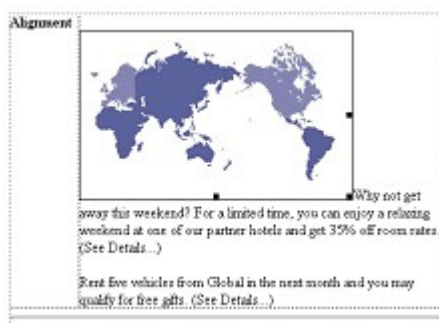 Alignment
Why not get
away this weekend? For a limited time, you can enjoy a relaxing
weekend at one of our partner hotels and get 35% off room rates.
(See Details...)
Rent five vehicles from Global in the next month and you may
qualify for free gifts. (See Details...)